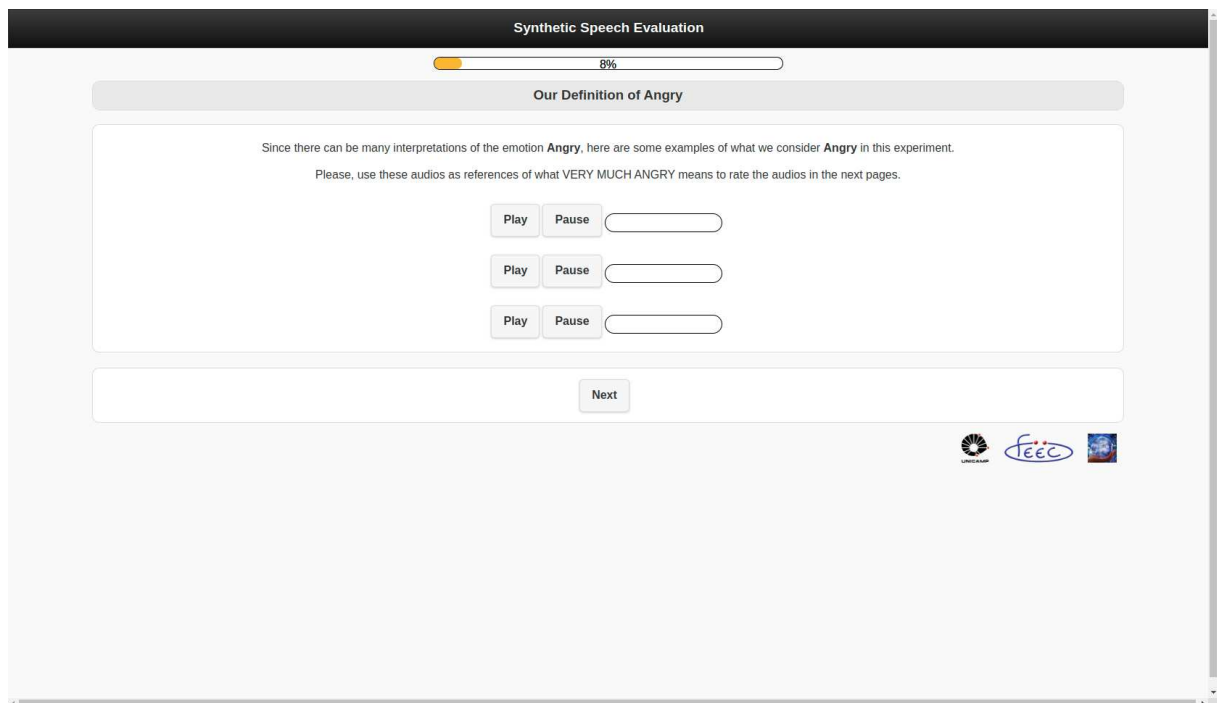 Synthetic Speech Evaluation
8%
Our Definition of Angry
Since there can be many interpretations of the emotion Angry, here are some examples of what we consider Angry in this experiment.
Please, use these audios as references of what VERY MUCH ANGRY means to rate the audios in the next pages.
Play Pause
Play Pause
Play Pause
Next
UNICAMP feec